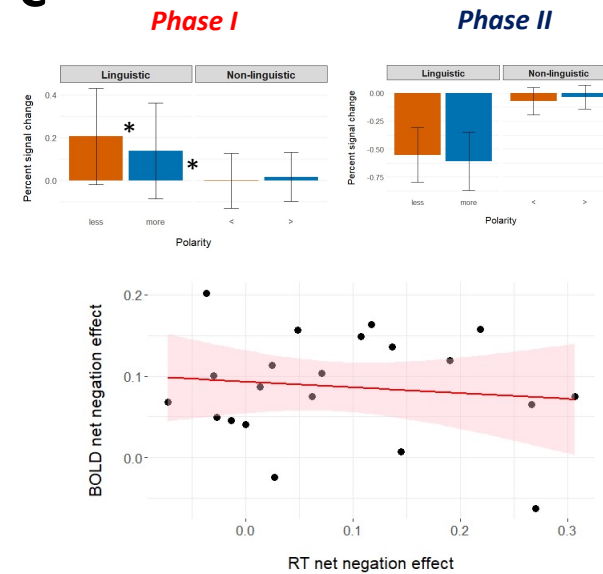 Phase I
Phase II
Linguistic
Non-linguistic
Percent signal change
0.4
0.2
0.0
*
*
less
more
<
>
Polarity
Linguistic
Non-linguistic
Percent signal change
0.00
-0.25
-0.50
-0.75
less
more
<
>
Polarity
BOLD net negation effect
0.2
0.1
0.0
0.0
0.1
0.2
0.3
RT net negation effect